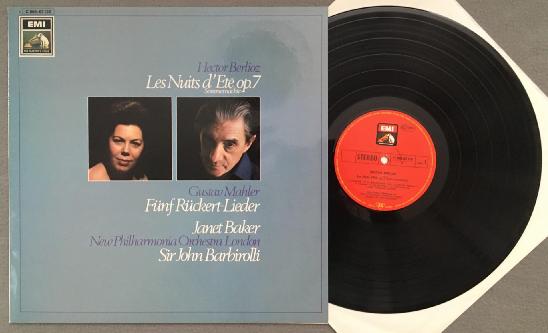 EMI
Hector Berlioz
Les Nuits d'Eté op.7
Sommernächte
Gustav Mahler
Fünf Rückert-Lieder
Janet Baker
New Philharmonia Orchestra London
Sir John Barbirolli
EMI
STEREO